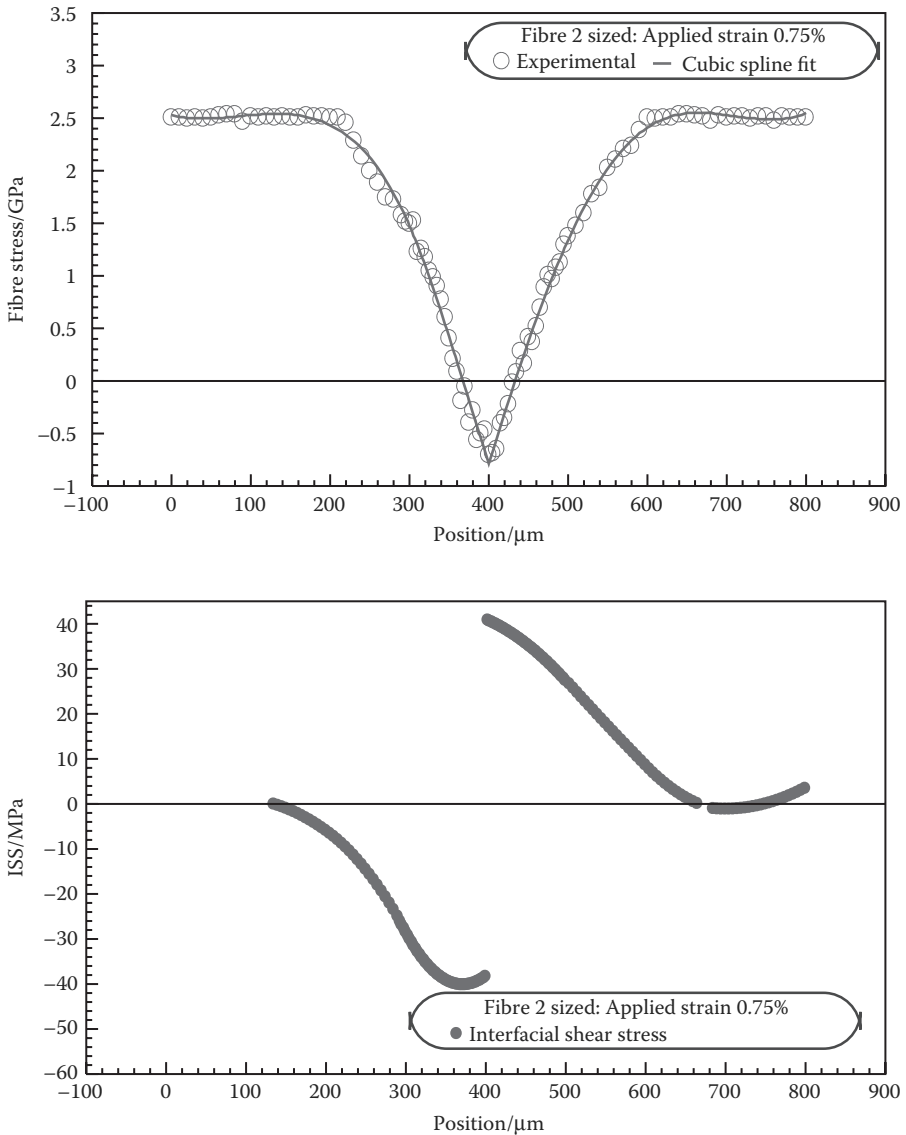 3.5
3
2.5
2
1.5
1
0.5
0
−0.5
−1
Fibre stress/GPa
Fibre 2 sized: Applied strain 0.75%
Experimental
Cubic spline fit
−100 0 100 200 300 400 500 600 700 800 900
Position/μm
40
30
20
10
0
−10
−20
−30
−40
−50
−60
ISS/MPa
Fibre 2 sized: Applied strain 0.75%
Interfacial shear stress
−100 0 100 200 300 400 500 600 700 800 900
Position/μm